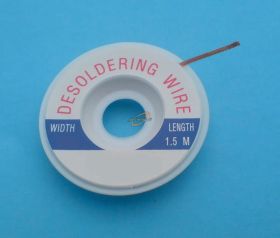 DESOLDERING WIRE
WIDTH
LENGTH
1.5 M